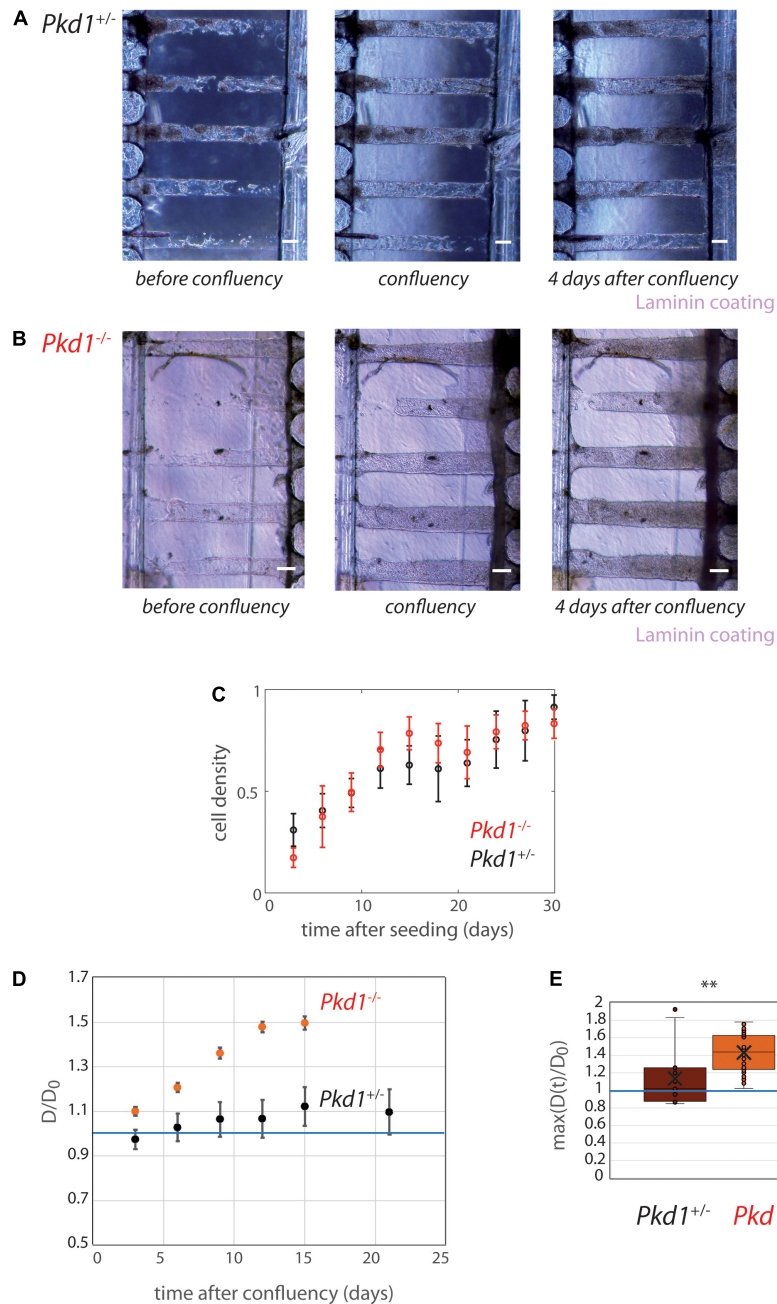 A
Pkd1+/-
before confluency
confluency
4 days after confluency
Laminin coating
B
Pkd1-/-
before confluency
confluency
4 days after confluency
Laminin coating
C
1
0.5
0
cell density
Pkd1-/-
Pkd1+/-
0 10 20 30
time after seeding (days)
D
1.7
1.5
1.3
1.1
0.9
0.7
0.5
D/D0
Pkd1-/-
Pkd1+/-
0 5 10 15 20 25
time after confluency (days)
E
**
2
1.8
1.6
1.4
1.2
1
0.8
0.6
0.4
0.2
0
max(D(t)/D0)
Pkd1+/- Pkd